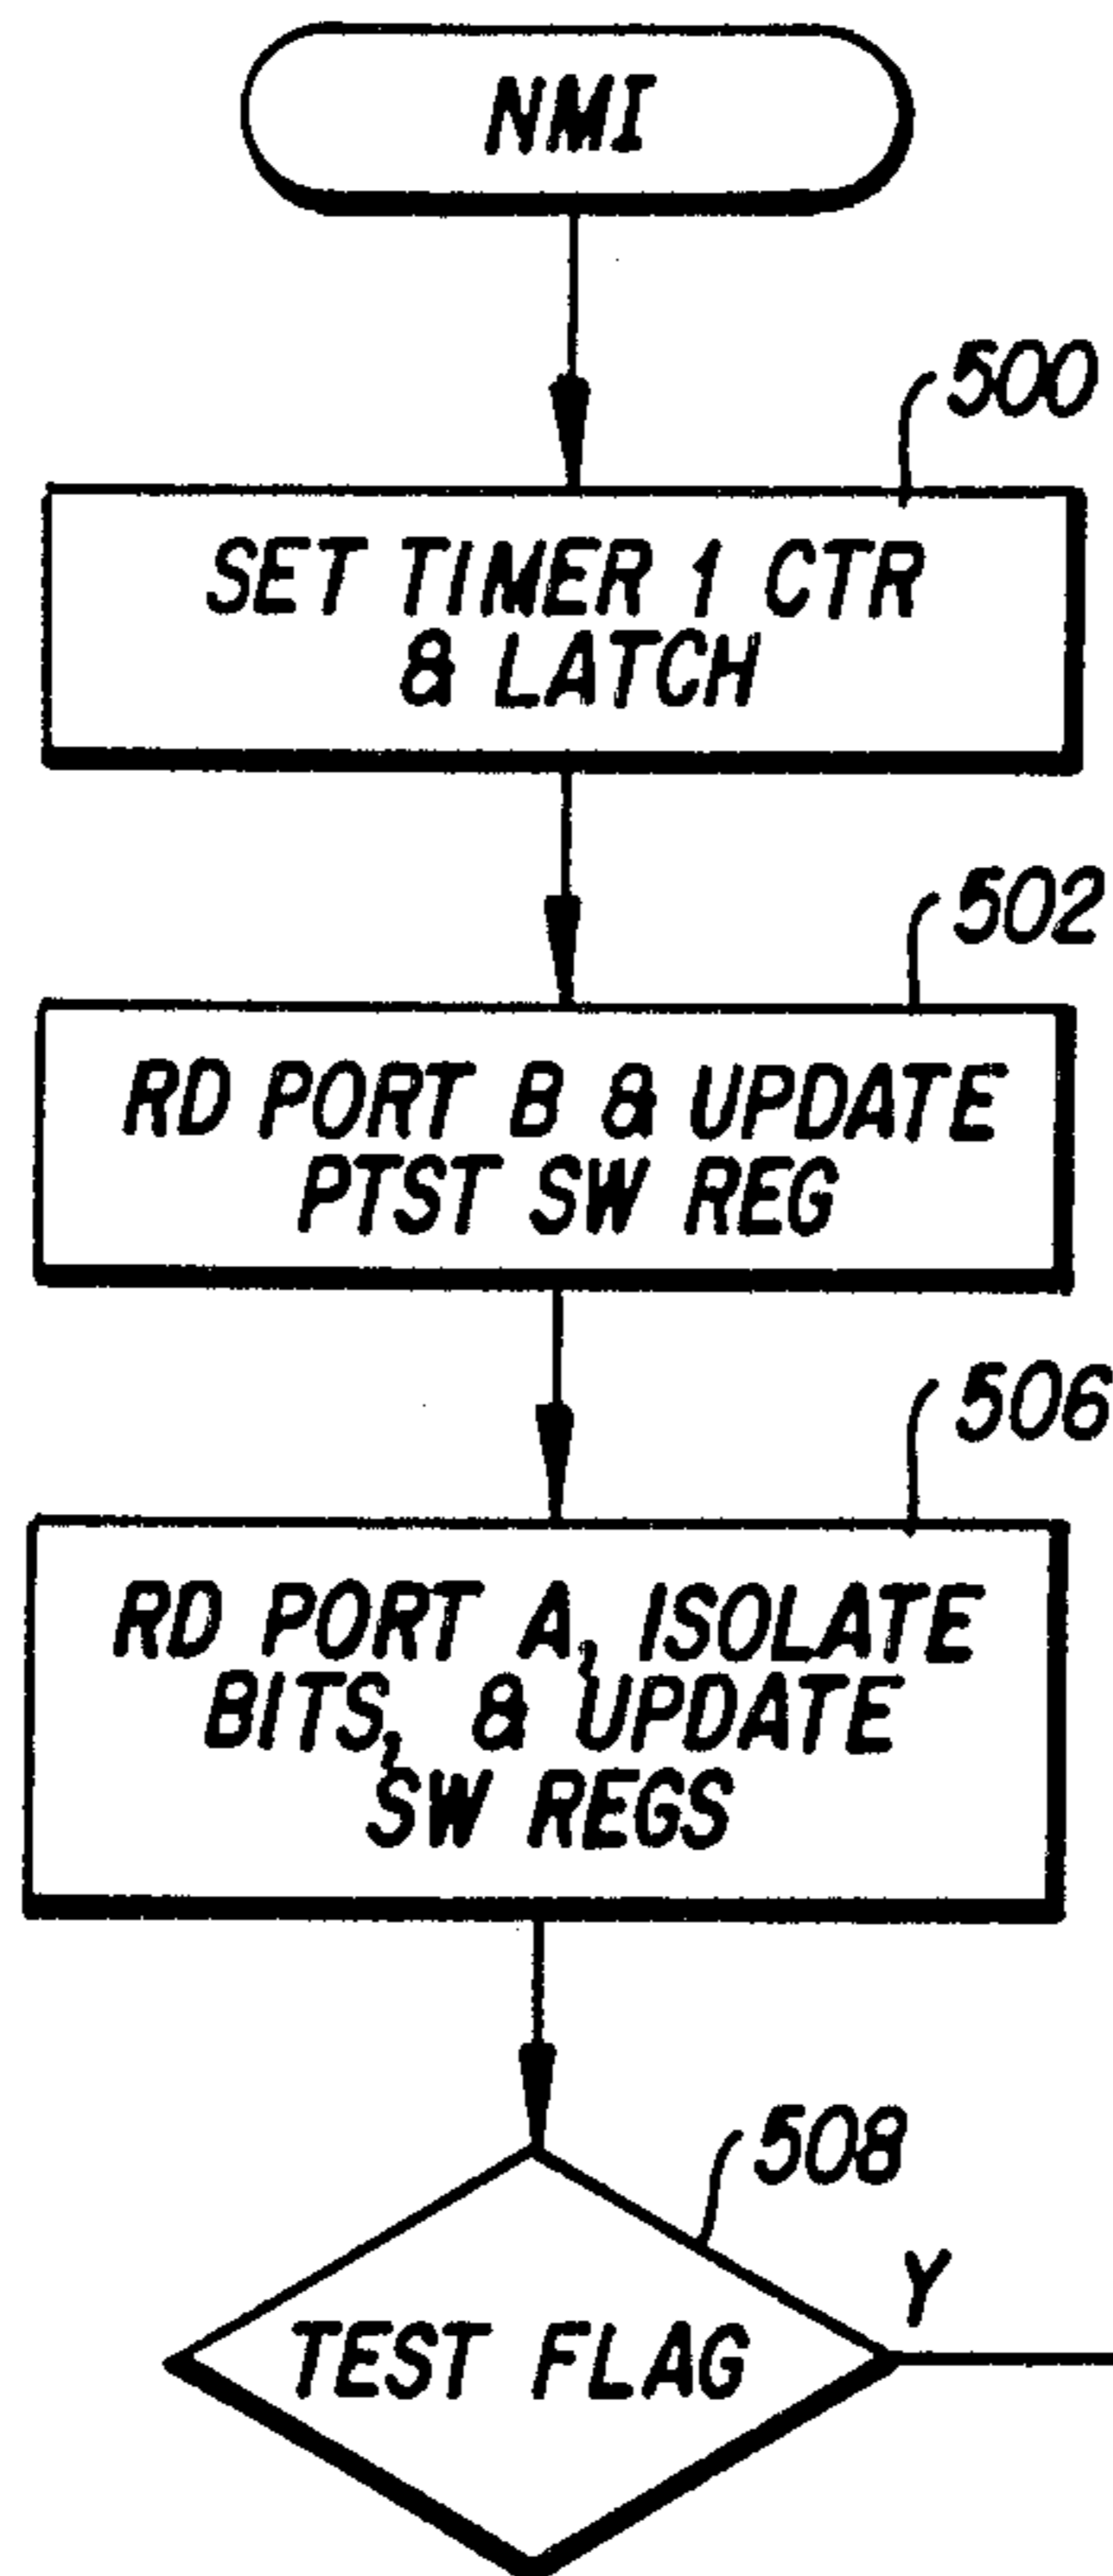 NMI
500
SET TIMER 1 CTR
& LATCH
502
RD PORT B & UPDATE
PTST SW REG
506
RD PORT A, ISOLATE
BITS, & UPDATE
SW REGS
508
Y
TEST FLAG